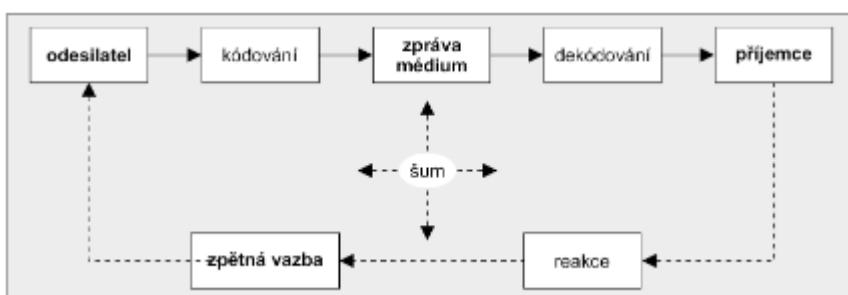 odesilatel
kódování
zpráva
médium
dekódování
příjemce
šum
zpětná vazba
reakce